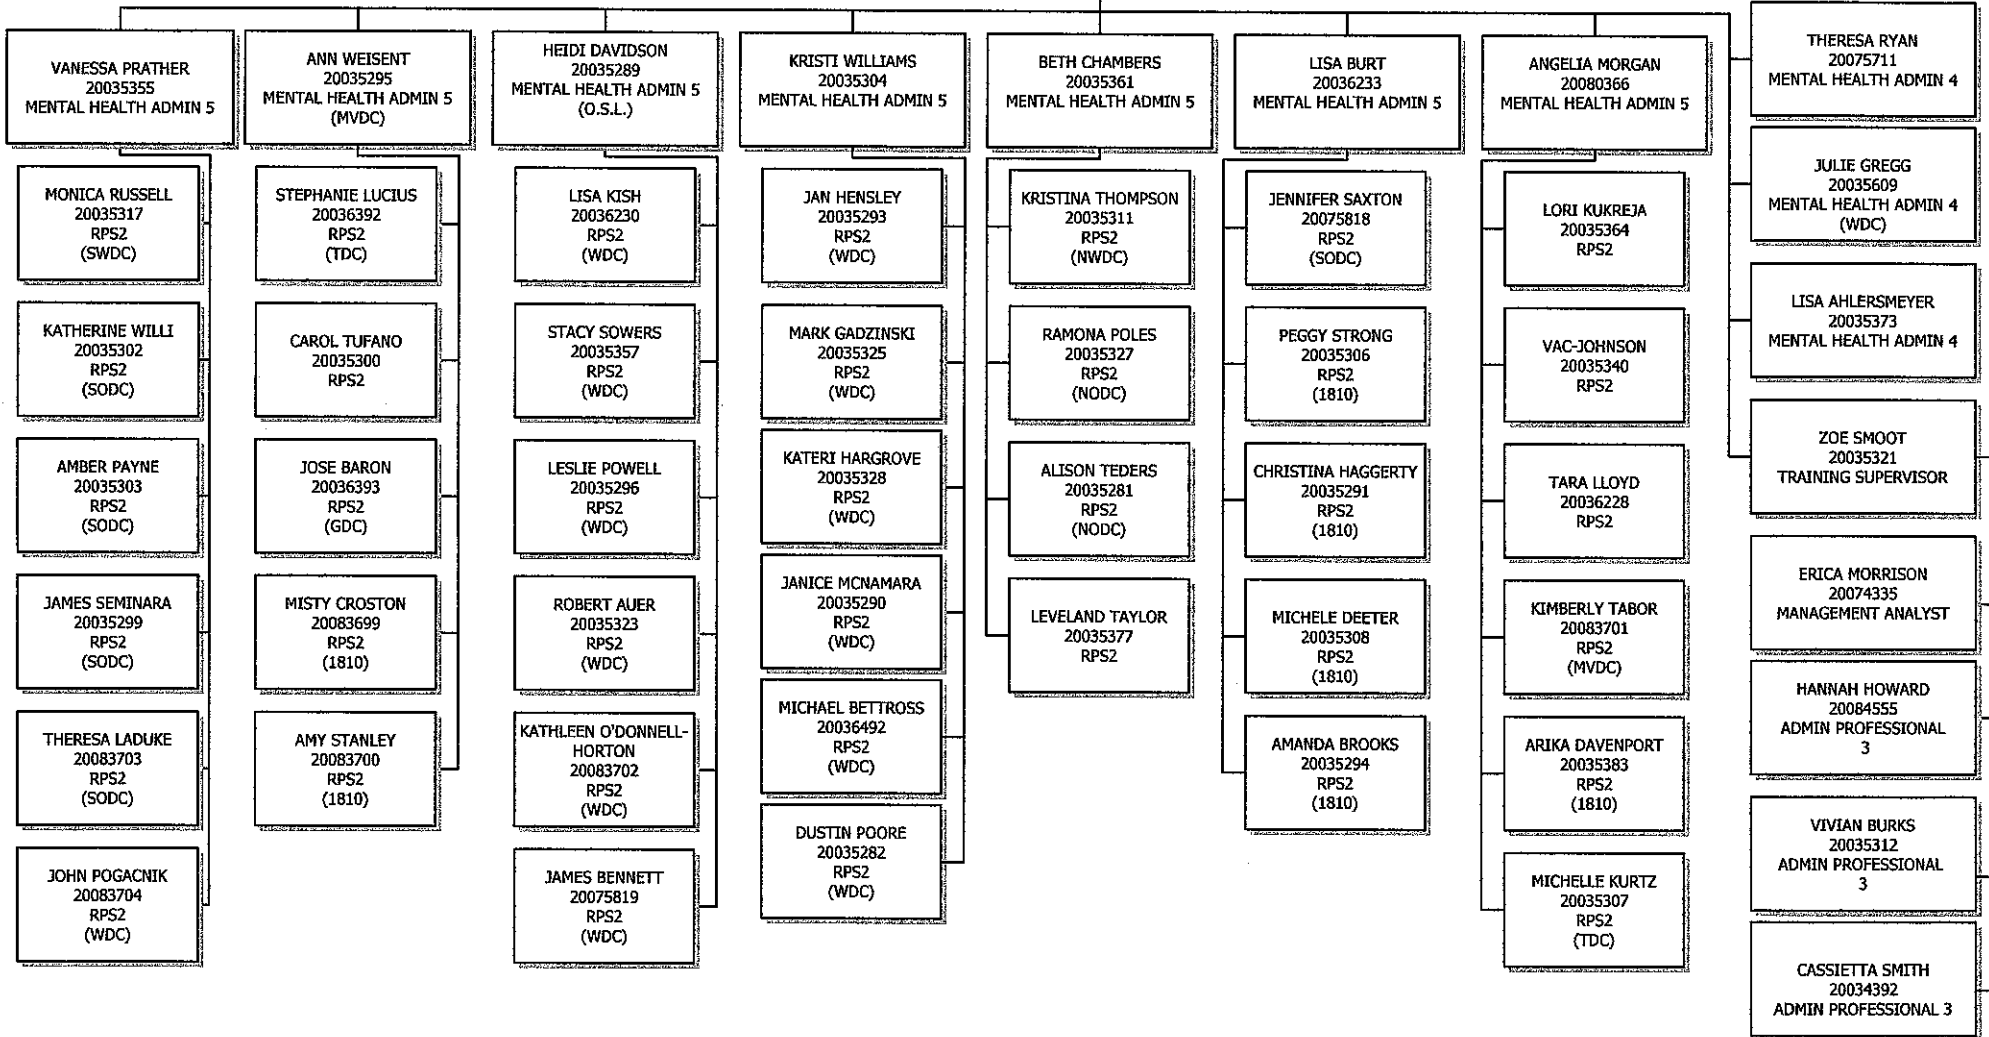 VANESSA PRATHER
20035355
MENTAL HEALTH ADMIN 5
MONICA RUSSELL
20035317
RPS2
(SWDC)
KATHERINE WILLI
20035302
RPS2
(SODC)
AMBER PAYNE
20035303
RPS2
(SODC)
JAMES SEMINARA
20035299
RPS2
(SODC)
THERESA LADUKE
20083703
RPS2
(SODC)
JOHN POGACNIK
20083704
RPS2
(WDC)
ANN WEISENT
20035295
MENTAL HEALTH ADMIN 5
(MVDC)
STEPHANIE LUCIUS
20036392
RPS2
(TDC)
CAROL TUFANO
20035300
RPS2
JOSE BARON
20036393
RPS2
(GDC)
MISTY CROSTON
20083699
RPS2
(1810)
AMY STANLEY
20083700
RPS2
(1810)
HEIDI DAVIDSON
20035289
MENTAL HEALTH ADMIN 5
(O.S.L.)
LISA KISH
20036230
RPS2
(WDC)
STACY SOWERS
20035357
RPS2
(WDC)
LESLIE POWELL
20035296
RPS2
(WDC)
ROBERT AUER
20035323
RPS2
(WDC)
KATHLEEN O'DONNELL-
HORTON
20083702
RPS2
(WDC)
JAMES BENNETT
20075819
RPS2
(WDC)
KRISTI WILLIAMS
20035304
MENTAL HEALTH ADMIN 5
JAN HENSLEY
20035293
RPS2
(WDC)
MARK GADZINSKI
20035325
RPS2
(WDC)
KATERI HARGROVE
20035328
RPS2
(WDC)
JANICE MCNAMARA
20035290
RPS2
(WDC)
MICHAEL BETTROSS
20036492
RPS2
(WDC)
DUSTIN POORE
20035282
RPS2
(WDC)
BETH CHAMBERS
20035361
MENTAL HEALTH ADMIN 5
KRISTINA THOMPSON
20035311
RPS2
(NWDC)
RAMONA POLES
20035327
RPS2
(NODC)
ALISON TEDERS
20035281
RPS2
(NODC)
LEVELAND TAYLOR
20035377
RPS2
LISA BURT
20036233
MENTAL HEALTH ADMIN 5
JENNIFER SAXTON
20075818
RPS2
(SODC)
PEGGY STRONG
20035306
RPS2
(1810)
CHRISTINA HAGGERTY
20035291
RPS2
(1810)
MICHELE DEETER
20035308
RPS2
(1810)
AMANDA BROOKS
20035294
RPS2
(1810)
ANGELIA MORGAN
20080366
MENTAL HEALTH ADMIN 5
LORI KUKREJA
20035364
RPS2
VAC-JOHNSON
20035340
RPS2
TARA LLOYD
20036228
RPS2
KIMBERLY TABOR
20083701
RPS2
(MVDC)
ARIKA DAVENPORT
20035383
RPS2
(1810)
MICHELLE KURTZ
20035307
RPS2
(TDC)
THERESA RYAN
20075711
MENTAL HEALTH ADMIN 4
JULIE GREGG
20035609
MENTAL HEALTH ADMIN 4
(WDC)
LISA AHLERSMEYER
20035373
MENTAL HEALTH ADMIN 4
ZOE SMOOT
20035321
TRAINING SUPERVISOR
ERICA MORRISON
20074335
MANAGEMENT ANALYST
HANNAH HOWARD
20084555
ADMIN PROFESSIONAL
3
VIVIAN BURKS
20035312
ADMIN PROFESSIONAL
3
CASSIETTA SMITH
20034392
ADMIN PROFESSIONAL 3